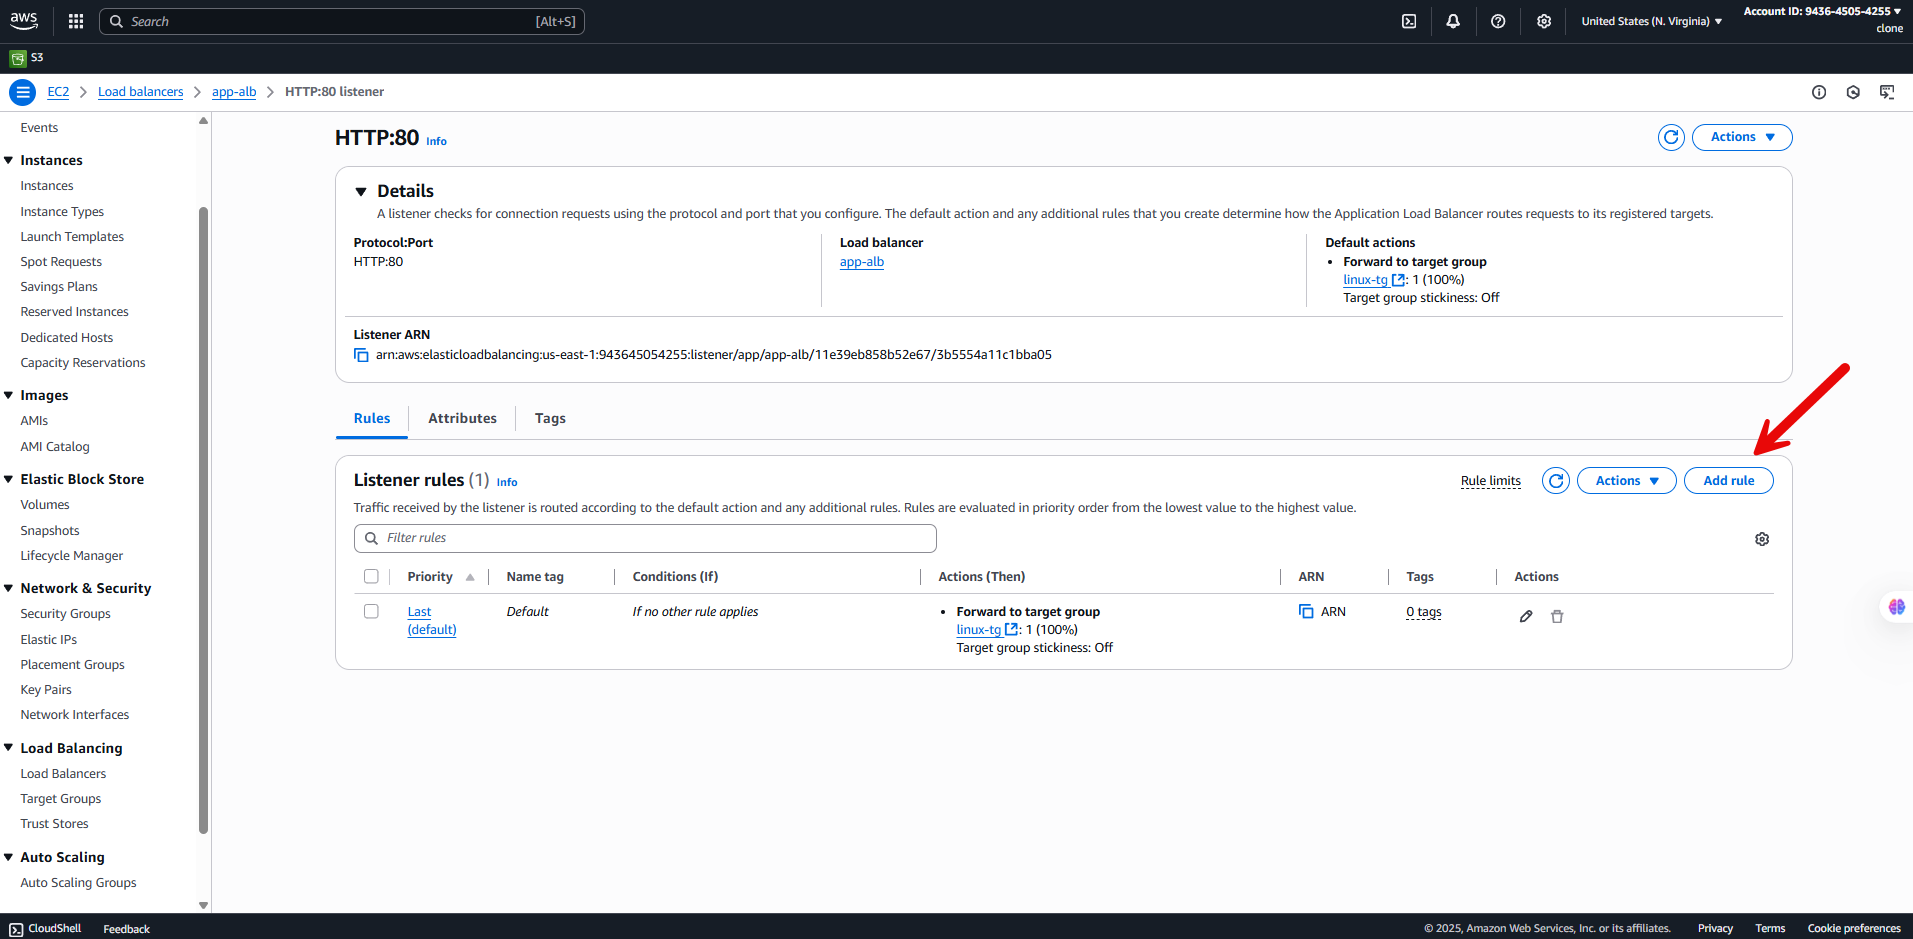 aws
Search
[Alt+S]
United States (N. Virginia)
Account ID: 9436-4505-4255
clone
S3
EC2
Load balancers
app-alb
HTTP:80 listener
Events
Instances
Instances
Instance Types
Launch Templates
Spot Requests
Savings Plans
Reserved Instances
Dedicated Hosts
Capacity Reservations
Images
AMIs
AMI Catalog
Elastic Block Store
Volumes
Snapshots
Lifecycle Manager
Network & Security
Security Groups
Elastic IPs
Placement Groups
Key Pairs
Network Interfaces
Load Balancing
Load Balancers
Target Groups
Trust Stores
Auto Scaling
Auto Scaling Groups
HTTP:80 Info
Actions
Details
A listener checks for connection requests using the protocol and port that you configure. The default action and any additional rules that you create determine how the Application Load Balancer routes requests to its registered targets.
Protocol:Port
HTTP:80
Load balancer
app-alb
Default actions
• Forward to target group
linux-tg : 1 (100%)
Target group stickiness: Off
Listener ARN
arn:aws:elasticloadbalancing:us-east-1:943645054255:listener/app/app-alb/11e39eb858b52e67/3b5554a11c1bba05
Rules
Attributes
Tags
Listener rules (1) Info
Rule limits
Actions
Add rule
Traffic received by the listener is routed according to the default action and any additional rules. Rules are evaluated in priority order from the lowest value to the highest value.
Filter rules
Priority
Name tag
Conditions (If)
Actions (Then)
ARN
Tags
Actions
Last
(default)
Default
If no other rule applies
• Forward to target group
linux-tg : 1 (100%)
Target group stickiness: Off
ARN
0 tags
CloudShell
Feedback
© 2025, Amazon Web Services, Inc. or its affiliates.
Privacy
Terms
Cookie preferences